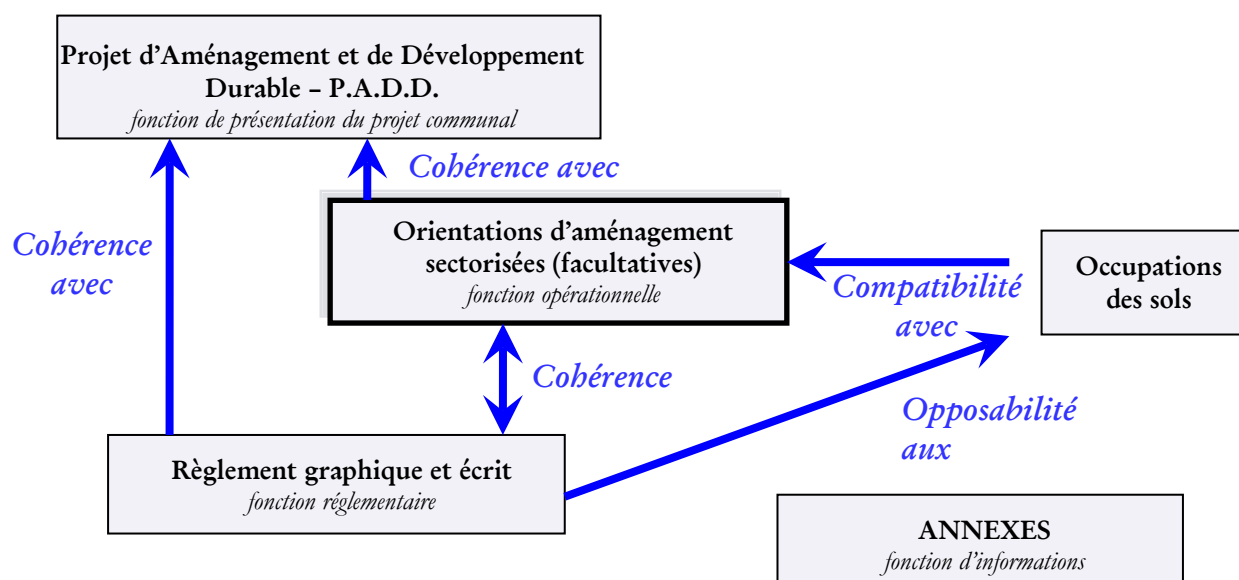 Projet d’Aménagement et de Développement
Durable – P.A.D.D.
fonction de présentation du projet communal
Cohérence avec
Orientations d’aménagement
sectorisées (facultatives)
fonction opérationnelle
Cohérence
avec
Occupations
des sols
Compatibilité
avec
Cohérence
Opposabilité
aux
Règlement graphique et écrit
fonction réglementaire
ANNEXES
fonction d’informations